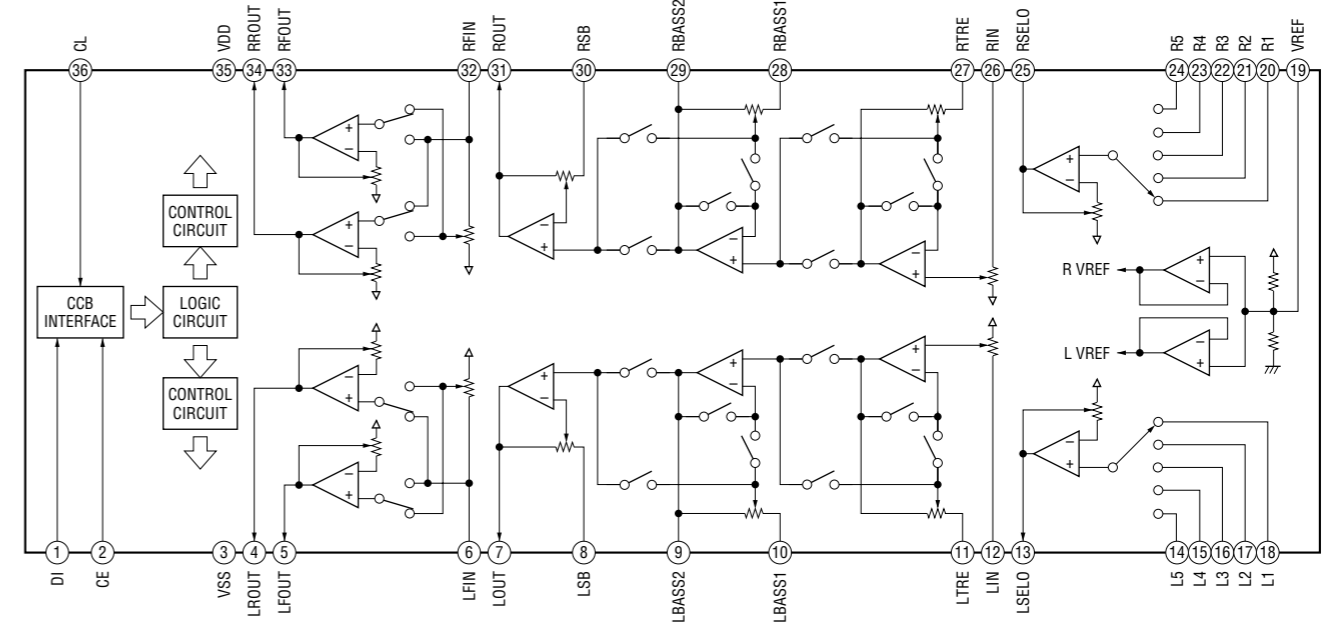 CL
VDD
RROUT
RFOUT
RFIN
ROUT
RSB
RBASS2
RBASS1
RTRE
RIN
RSELO
R5
R4
R3
R2
R1
VREF
36
35
34
33
32
31
30
29
28
27
26
25
24
23
22
21
20
19
+
−
+
−
−
+
−
+
−
+
+
−
CONTROL
CIRCUIT
R VREF
+
−
CCB
INTERFACE
LOGIC
CIRCUIT
L VREF
−
+
CONTROL
CIRCUIT
−
+
−
+
+
−
+
−
+
−
−
+
1
2
3
4
5
6
7
8
9
10
11
12
13
14
15
16
17
18
DI
CE
VSS
LROUT
LFOUT
LFIN
LOUT
LSB
LBASS2
LBASS1
LTRE
LIN
LSELO
L5
L4
L3
L2
L1